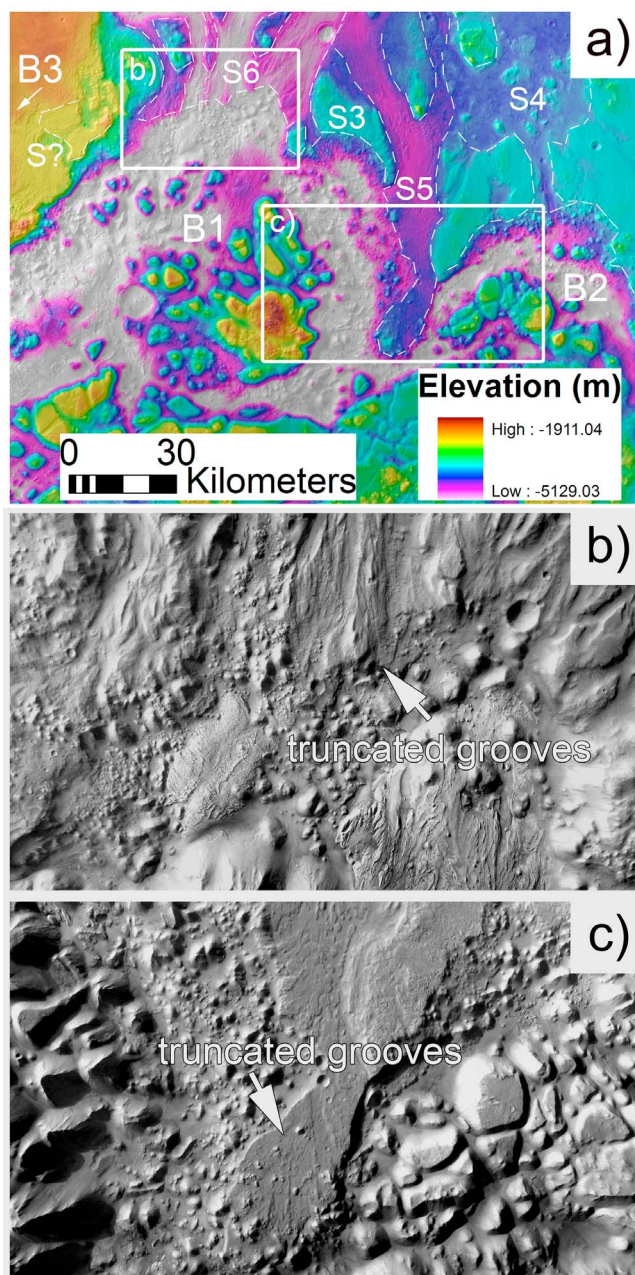 a)
B3
b)
S6
S?
S3
S4
S5
B1
c)
B2
Elevation (m)
High : -1911.04
Low : -5129.03
0 30
Kilometers
b)
truncated grooves
c)
truncated grooves